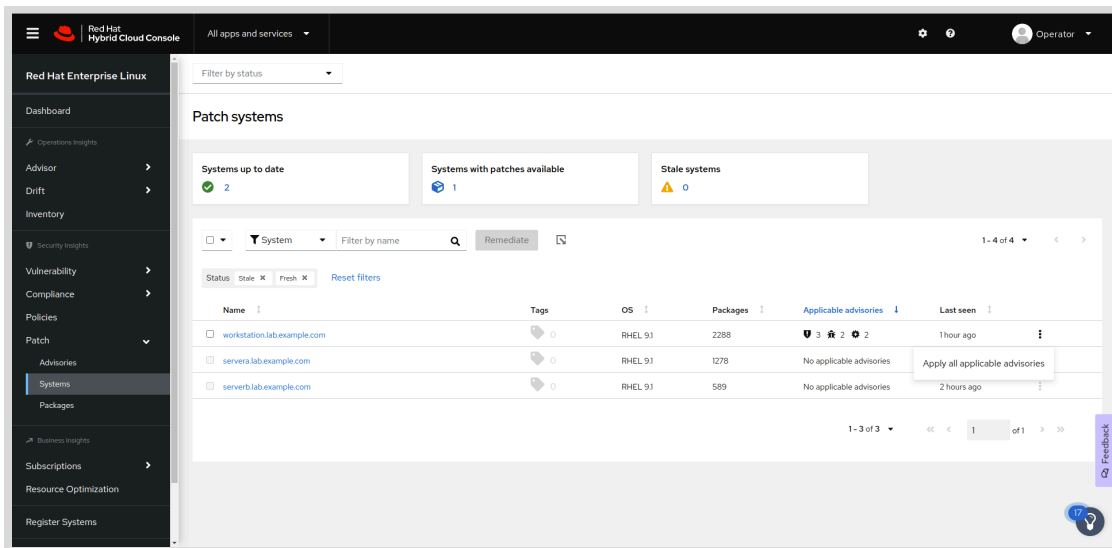 Red Hat
Hybrid Cloud Console
All apps and services
Operator
Red Hat Enterprise Linux
Dashboard
Operations Insights
Advisor
Drift
Inventory
Security Insights
Vulnerability
Compliance
Policies
Patch
Advisories
Systems
Packages
Business Insights
Subscriptions
Resource Optimization
Register Systems
Filter by status
Patch systems
Systems up to date
2
Systems with patches available
1
Stale systems
0
System Filter by name Remediate 1 - 4 of 4
Status Stale Fresh Reset filters
Name Tags OS Packages Applicable advisories Last seen
workstation.lab.example.com 0 RHEL 9.1 2288 3 2 2 1 hour ago
servera.lab.example.com 0 RHEL 9.1 1278 No applicable advisories
Apply all applicable advisories
serverb.lab.example.com 0 RHEL 9.1 589 No applicable advisories 2 hours ago
1 - 3 of 3 1 of 1
Feedback
17